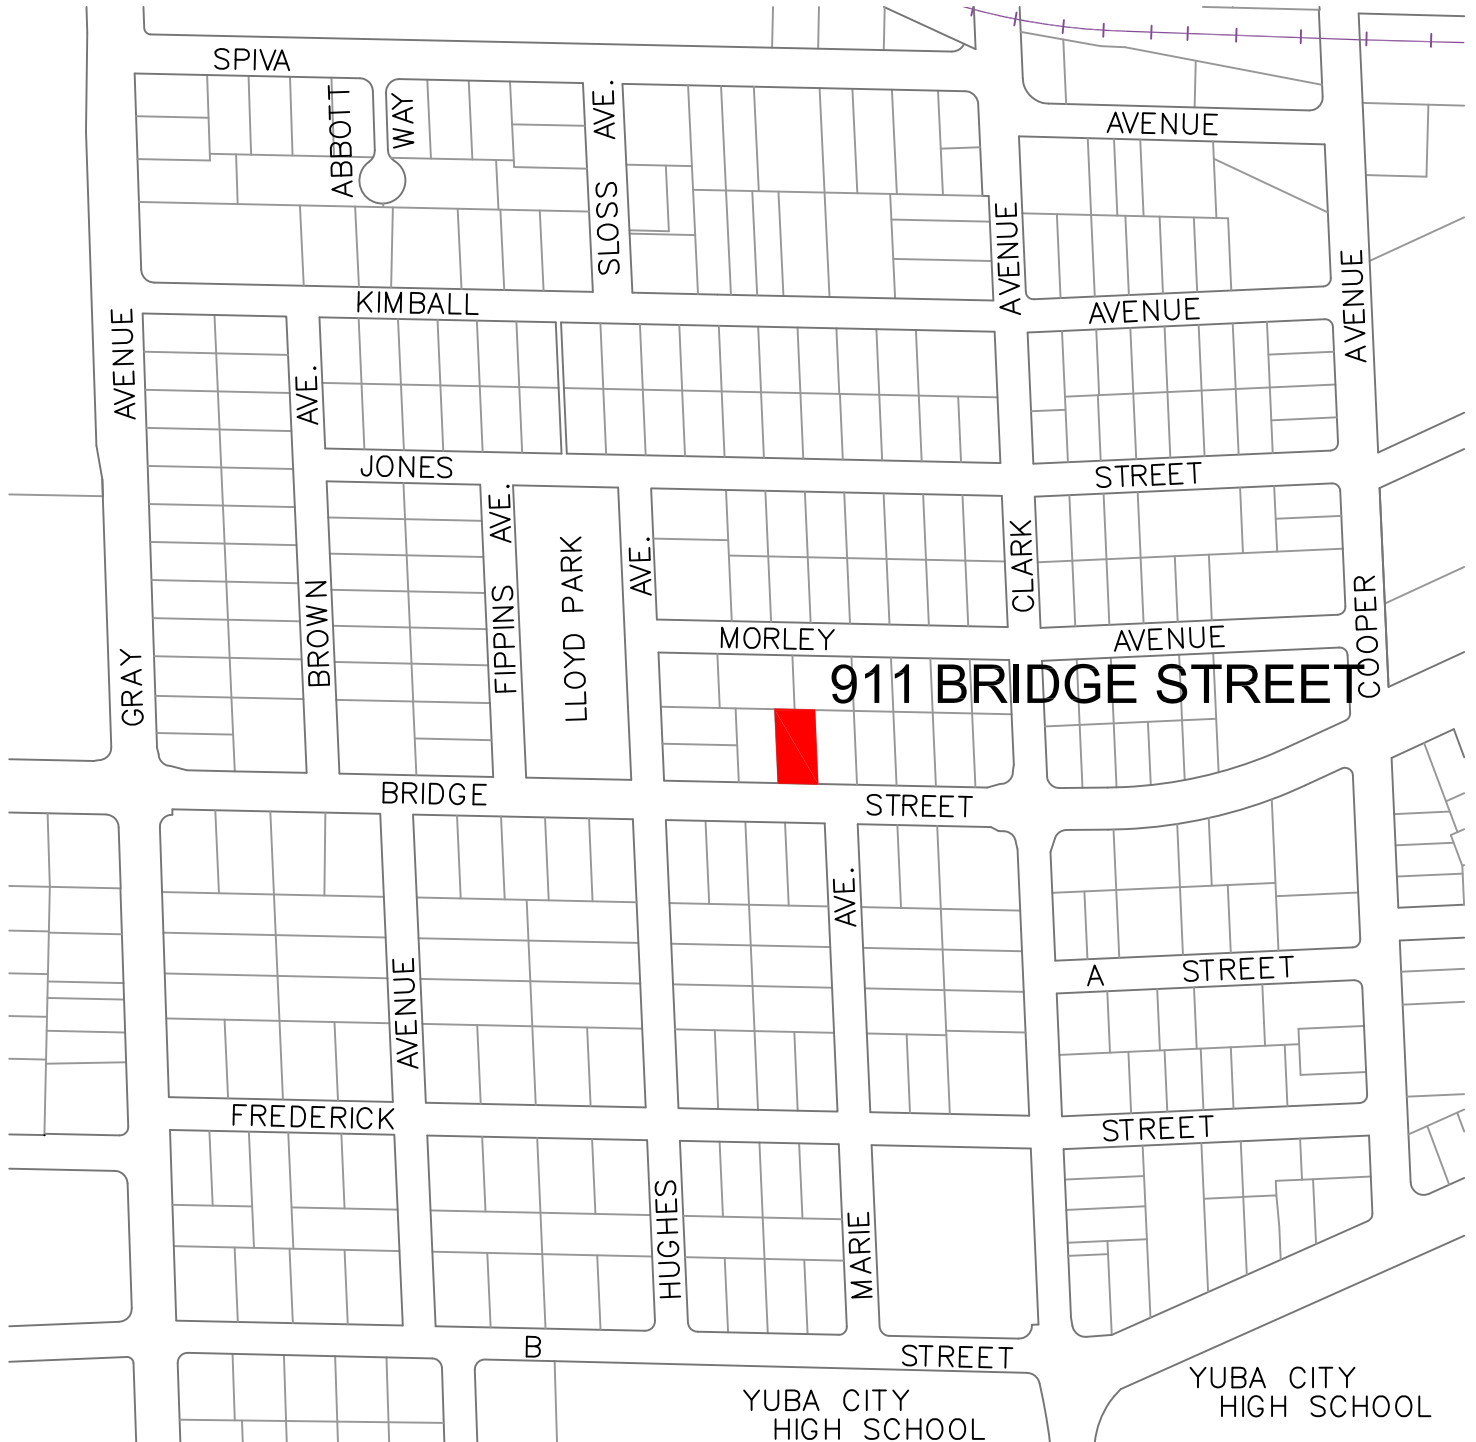 SPIVA
ABBOTT
WAY
SLOSS AVE.
AVENUE
AVENUE
KIMBALL
AVENUE
AVENUE
AVENUE
AVE.
JONES
STREET
AVE.
LLOYD PARK
AVE.
CLARK
BROWN
FIPPINS
COOPER
MORLEY
AVENUE
GRAY
911 BRIDGE STREET
BRIDGE
STREET
AVE.
AVENUE
A STREET
FREDERICK
STREET
HUGHES
MARIE
B
STREET
YUBA CITY
HIGH SCHOOL
YUBA CITY
HIGH SCHOOL